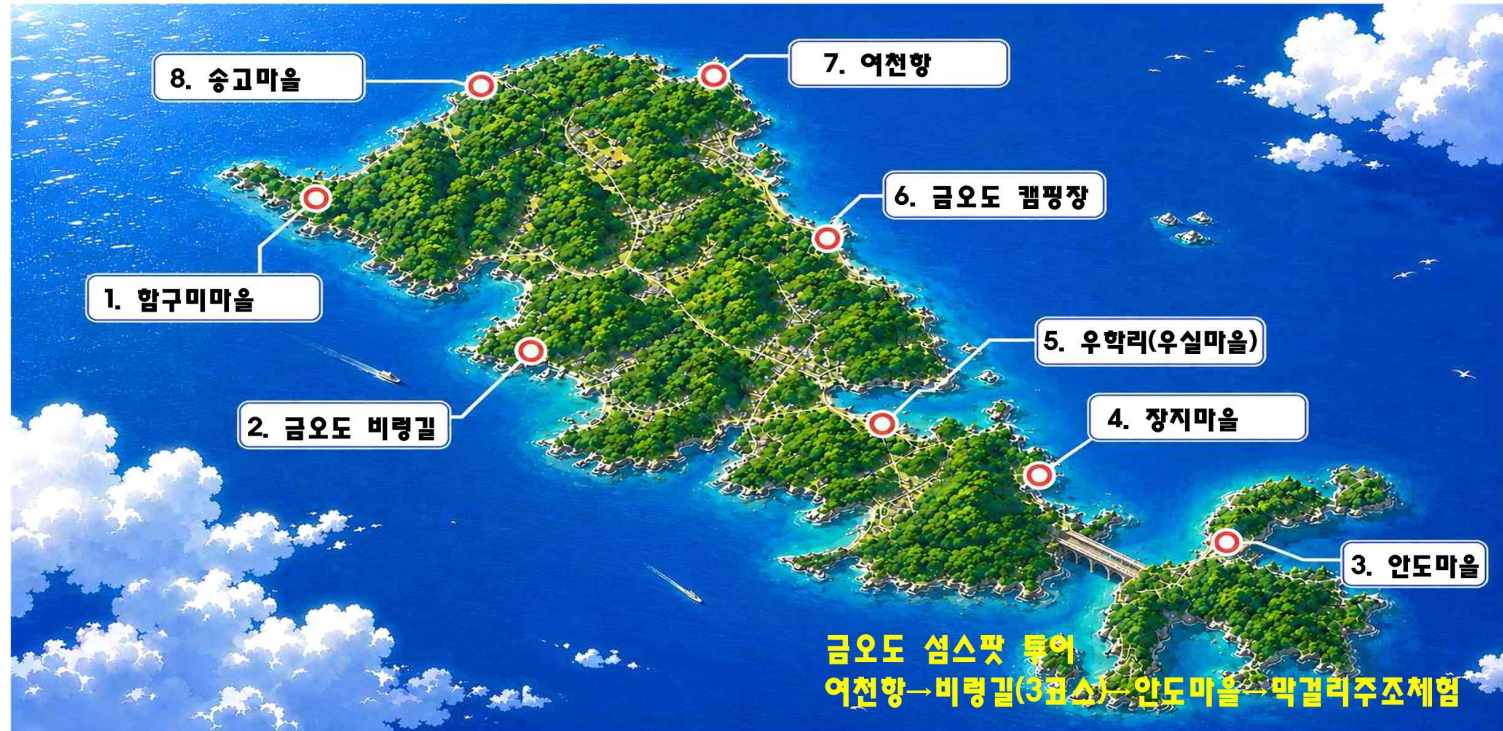 8. 송고마을
7. 여천항
6. 금오도 캠핑장
1. 함구미마을
5. 우학리(우실마을)
2. 금오도 비렁길
4. 장지마을
3. 안도마을
금오도 섬스팟 투어
여천항→비렁길(3코스)→안도마을→막걸리주조체험